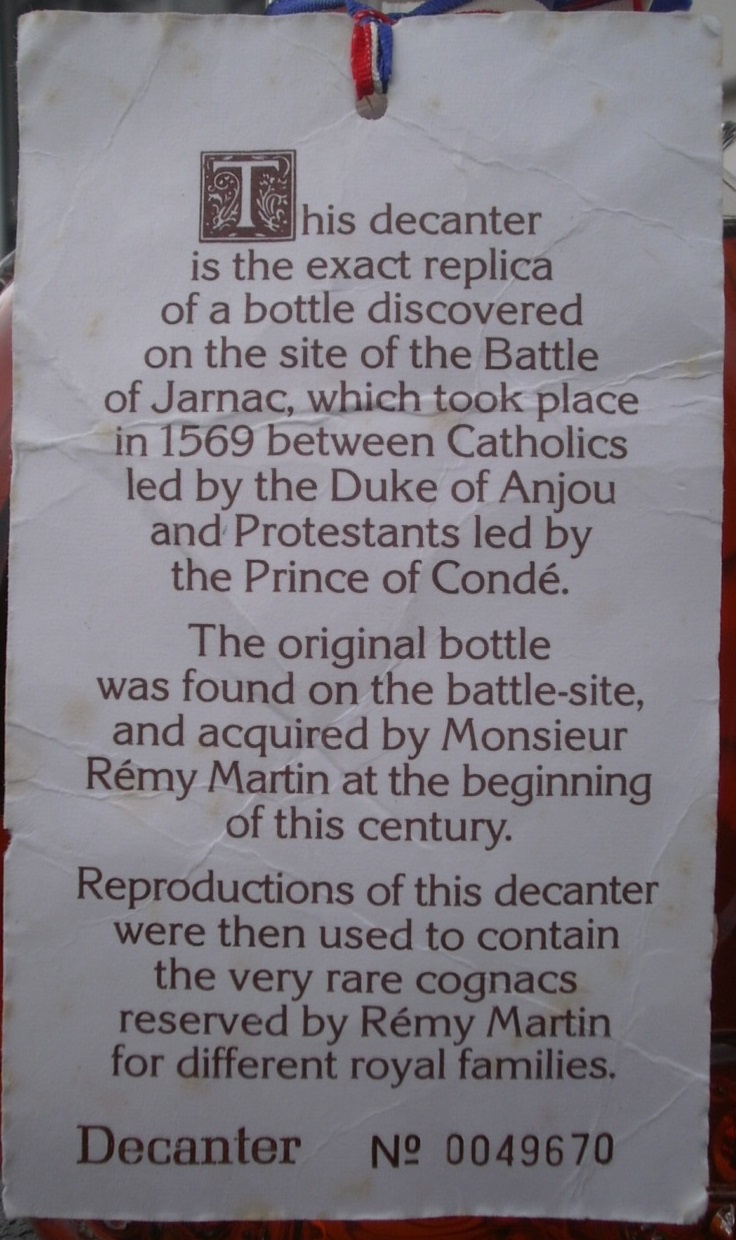 This decanter
is the exact replica
of a bottle discovered
on the site of the Battle
of Jarnac, which took place
in 1569 between Catholics
led by the Duke of Anjou
and Protestants led by
the Prince of Condé.
The original bottle
was found on the battle-site,
and acquired by Monsieur
Rémy Martin at the beginning
of this century.
Reproductions of this decanter
were then used to contain
the very rare cognacs
reserved by Rémy Martin
for different royal families.
Decanter Nº 0049670